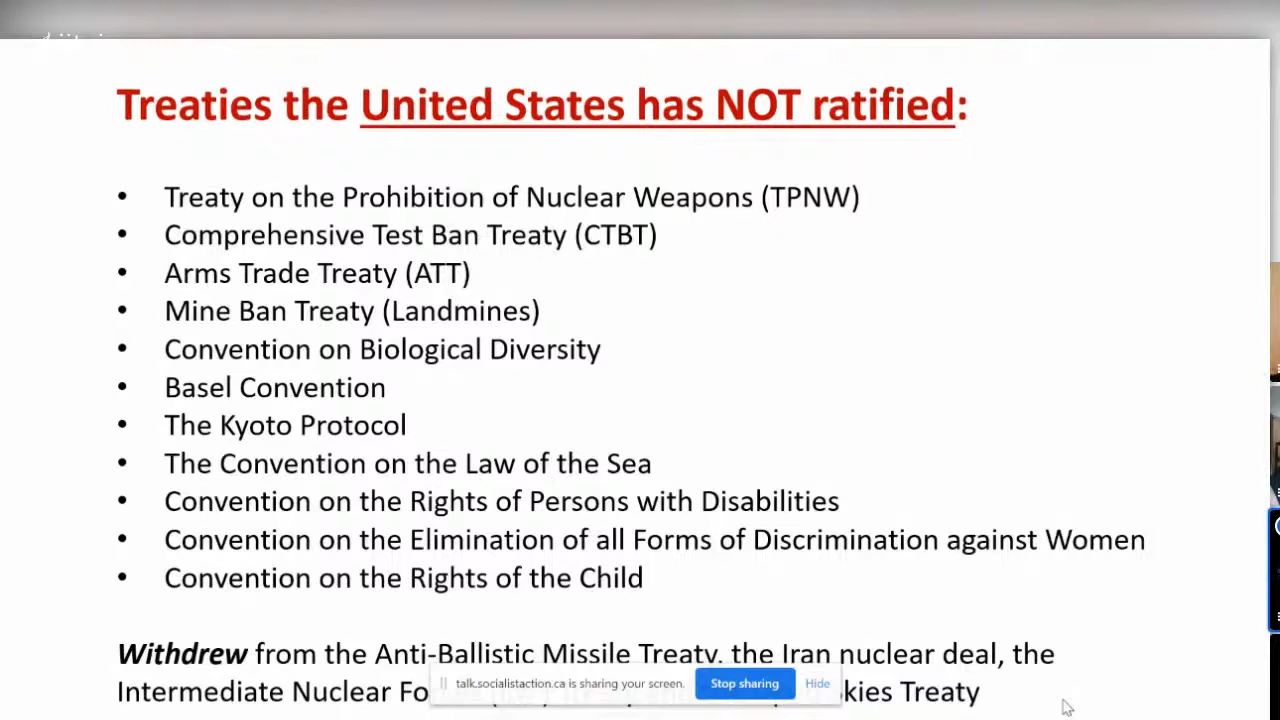 Treaties the United States has NOT ratified:
• Treaty on the Prohibition of Nuclear Weapons (TPNW)
• Comprehensive Test Ban Treaty (CTBT)
• Arms Trade Treaty (ATT)
• Mine Ban Treaty (Landmines)
• Convention on Biological Diversity
• Basel Convention
• The Kyoto Protocol
• The Convention on the Law of the Sea
• Convention on the Rights of Persons with Disabilities
• Convention on the Elimination of all Forms of Discrimination against Women
• Convention on the Rights of the Child
Withdrew from the Anti-Ballistic Missile Treaty, the Iran nuclear deal, the
Intermediate Nuclear Treaty
talk.socialistaction.ca is sharing your screen. Stop sharing Hide